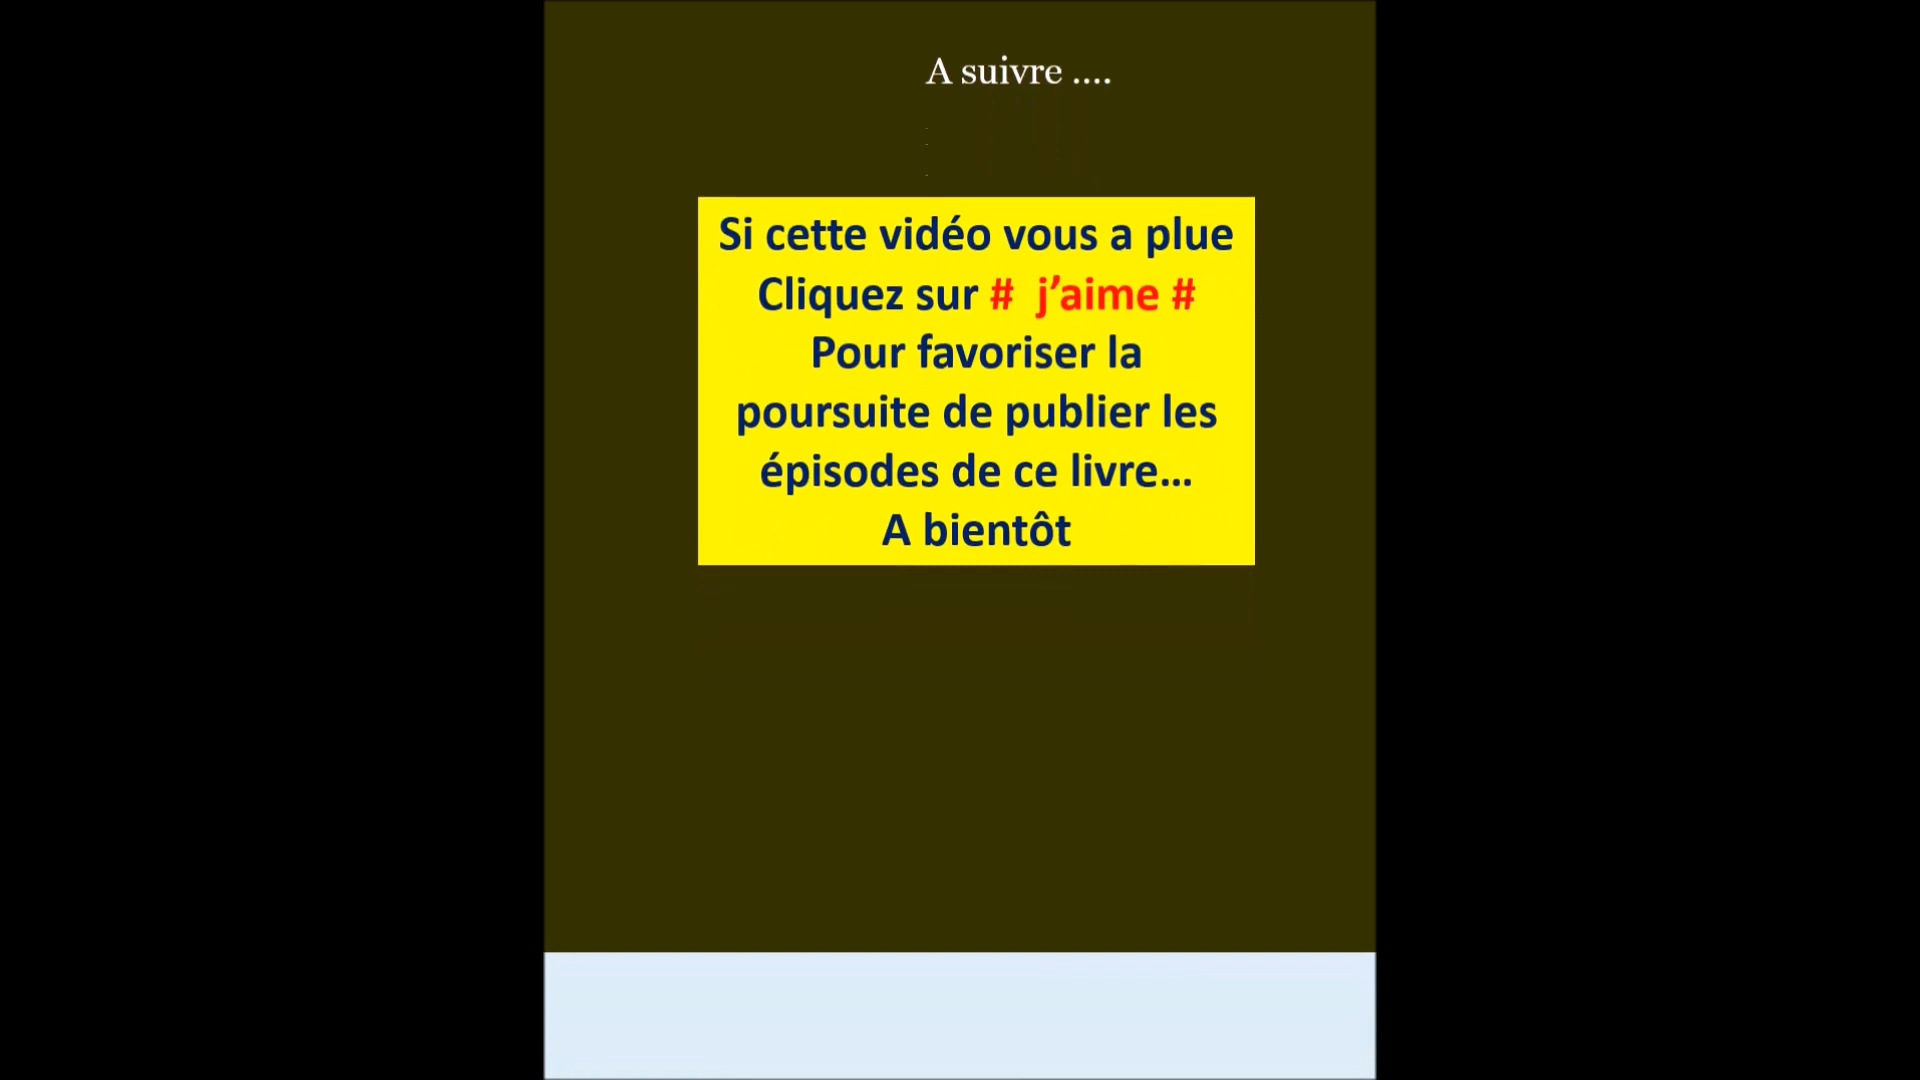 A suivre ....
Si cette vidéo vous a plue
Cliquez sur #  j’aime #
Pour favoriser la
poursuite de publier les
épisodes de ce livre...
A bientôt